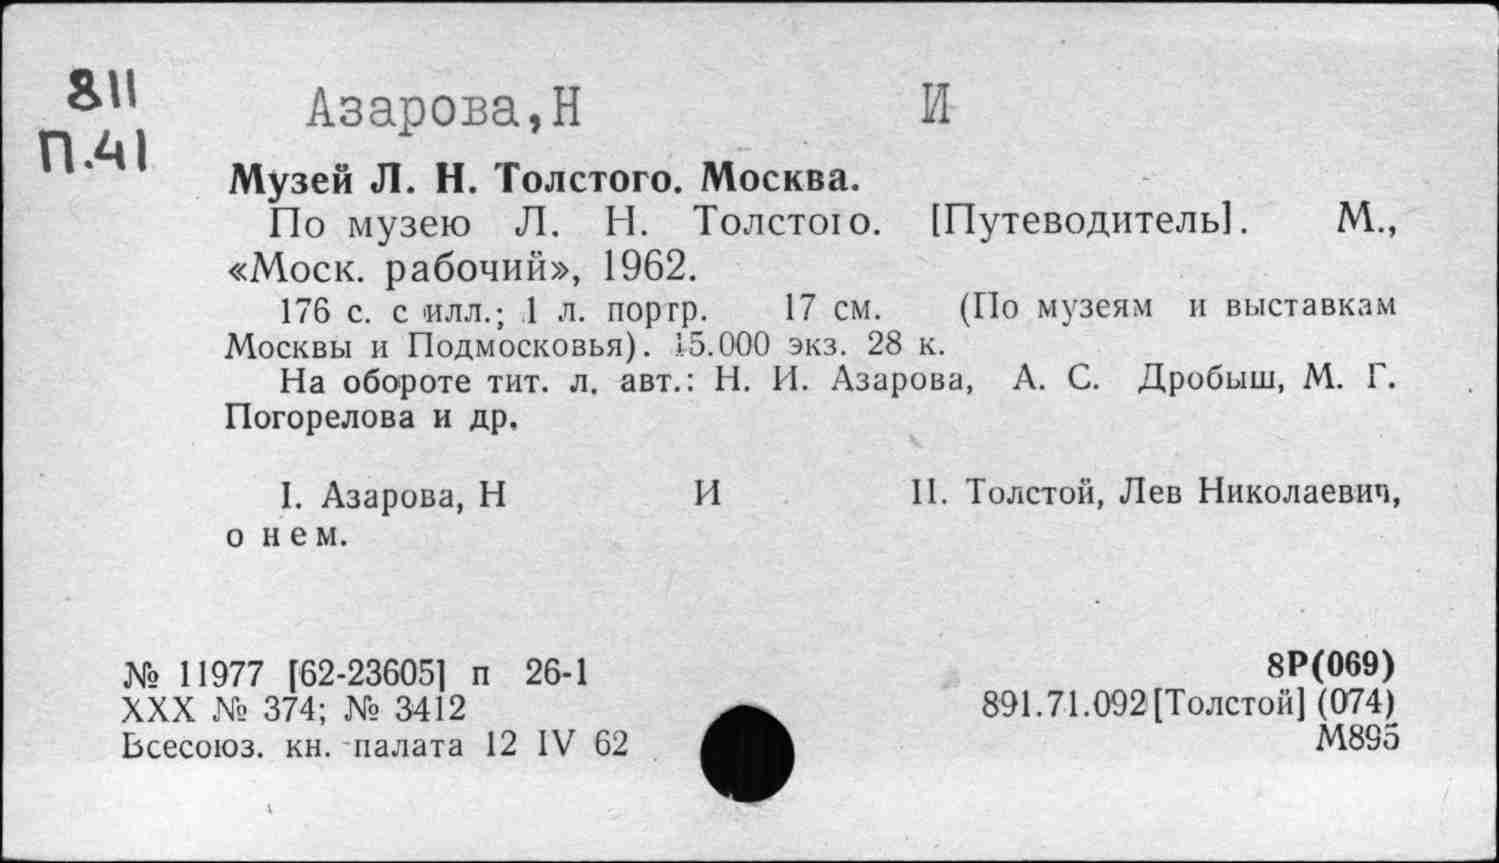 811
П.41
Азарова,Н И
Музей Л. Н. Толстого. Москва.
По музею Л. Н. Толстого. [Путеводитель]. М.,
«Моск. рабочий», 1962.
176 с. с илл.; 1 л. портр. 17 см. (По музеям и выставкам
Москвы и Подмосковья). 15.000 экз. 28 к.
На обороте тит. л. авт.: Н. И. Азарова, А. С. Дробыш, М. Г.
Погорелова и др.
I. Азарова, Н И II. Толстой, Лев Николаевич,
о нем.
№ 11977 [62-23605] п 26-1
XXX № 374; № 3412
Всесоюз. кн. палата 12 IV 62
8Р(069)
891.71.092[Толстой] (074)
М895